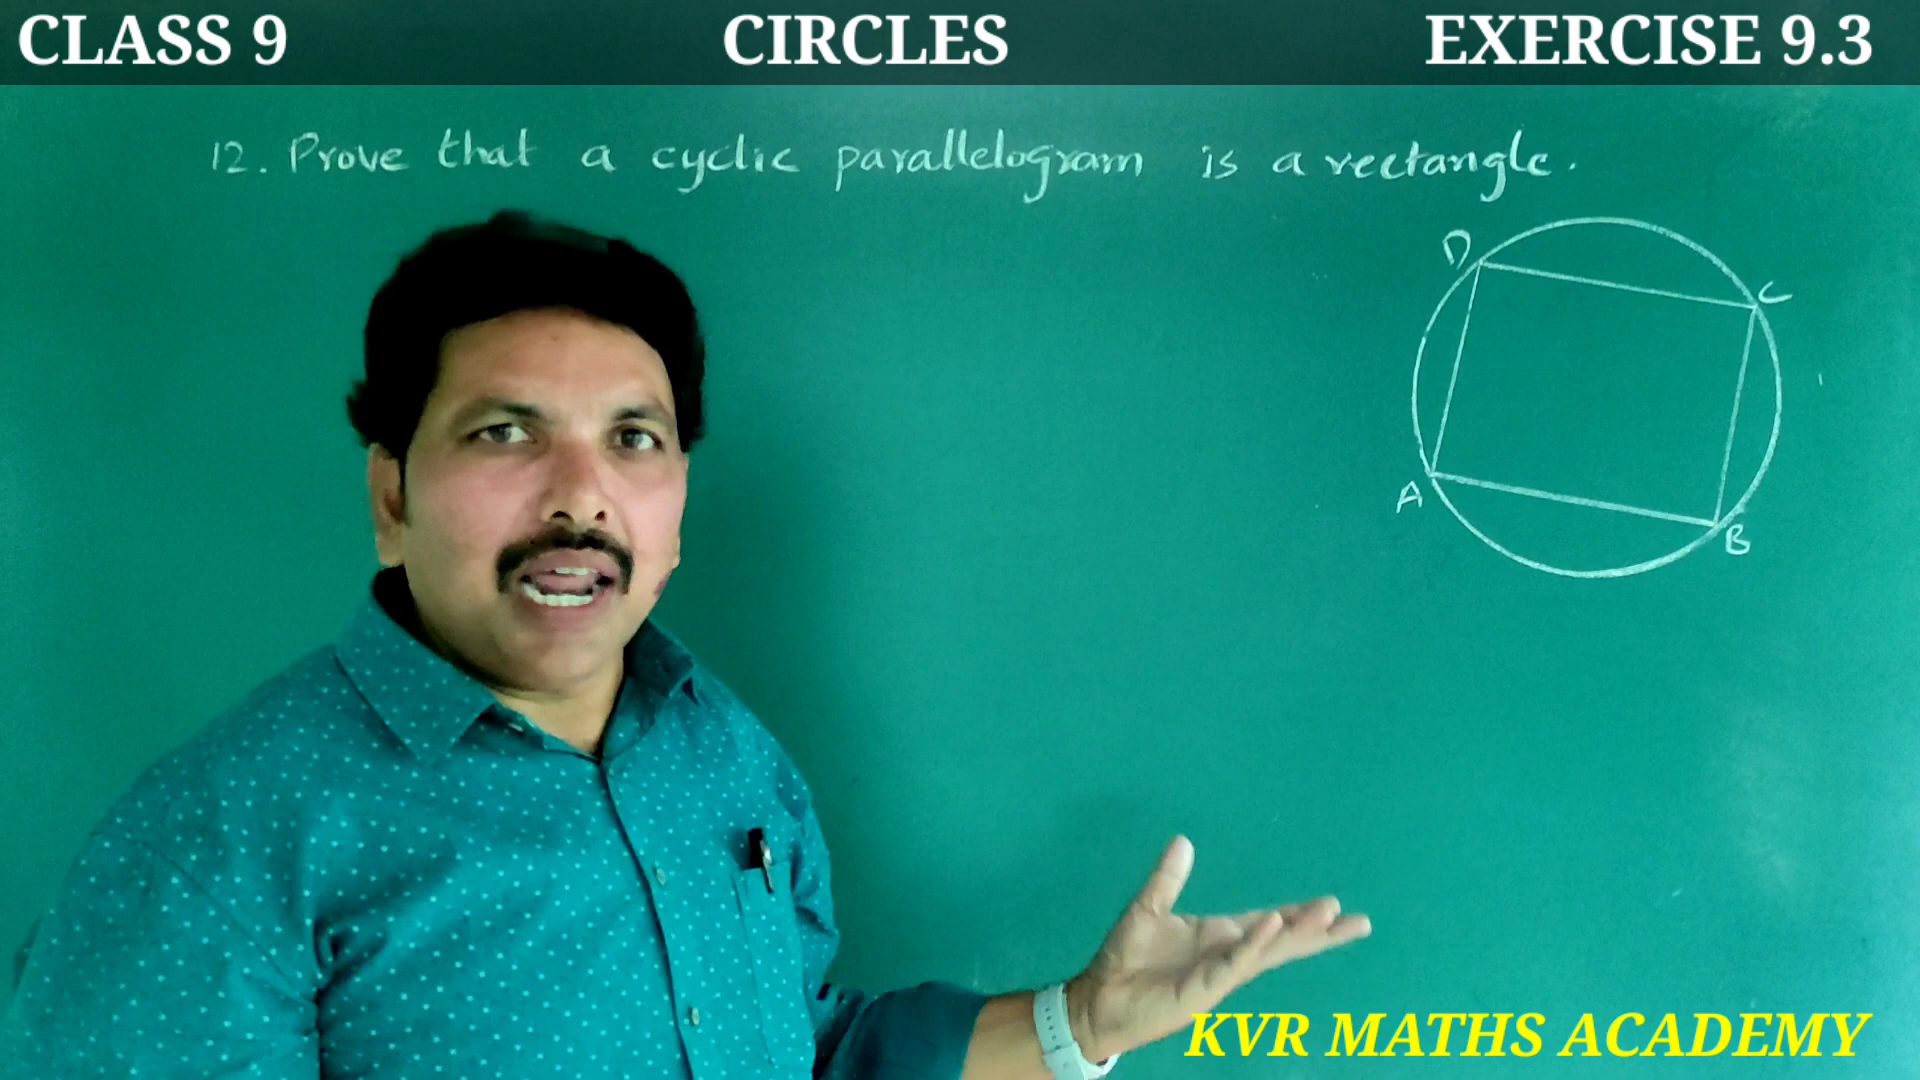 CLASS 9 CIRCLES EXERCISE 9.3
12. Prove that a cyclic parallelogram is a rectangle.
D
C
A
B
KVR MATHS ACADEMY